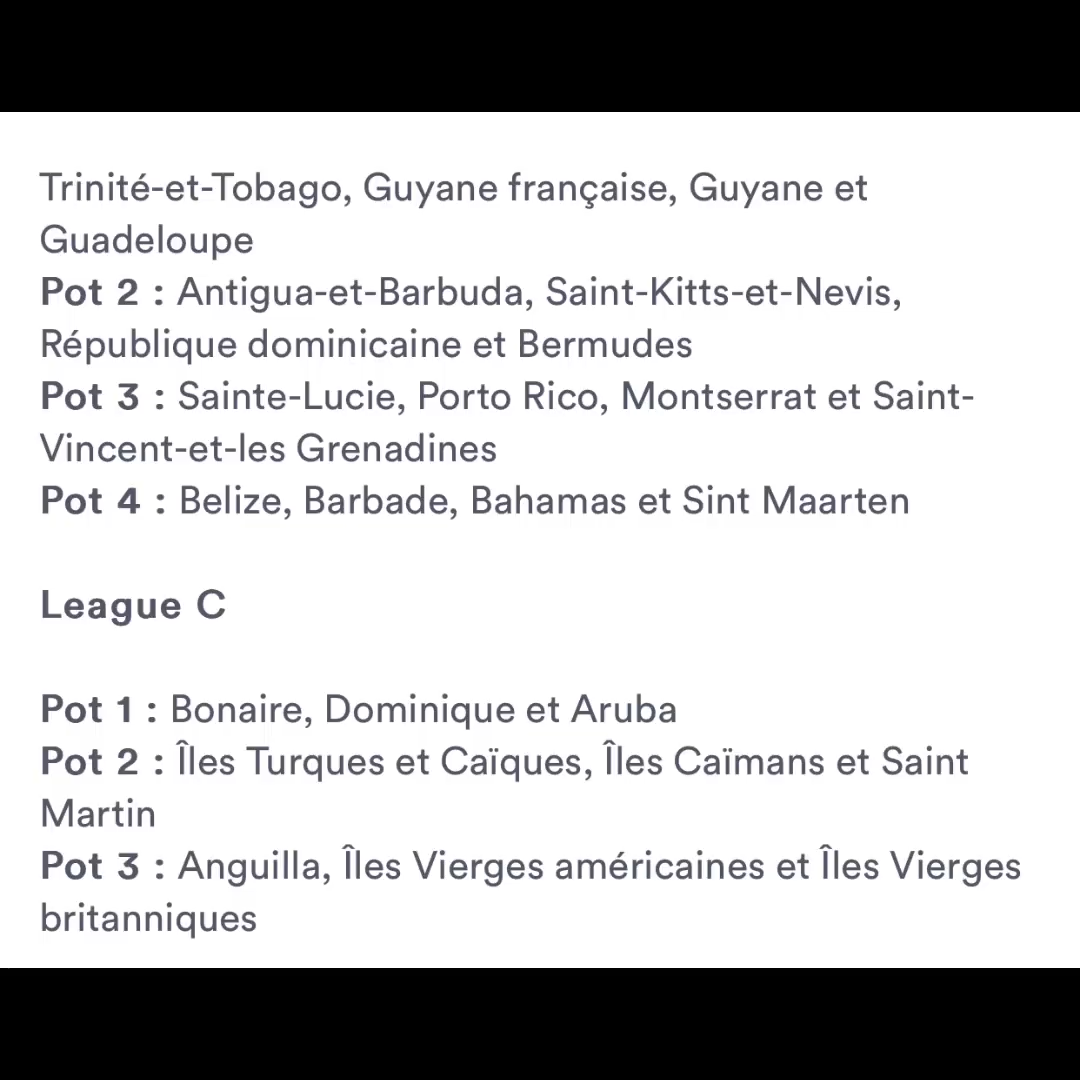 Trinité-et-Tobago, Guyane française, Guyane et
Guadeloupe
Pot 2 : Antigua-et-Barbuda, Saint-Kitts-et-Nevis,
République dominicaine et Bermudes
Pot 3 : Sainte-Lucie, Porto Rico, Montserrat et Saint-
Vincent-et-les Grenadines
Pot 4 : Belize, Barbade, Bahamas et Sint Maarten
League C
Pot 1 : Bonaire, Dominique et Aruba
Pot 2 : Îles Turques et Caïques, Îles Caïmans et Saint
Martin
Pot 3 : Anguilla, Îles Vierges américaines et Îles Vierges
britanniques